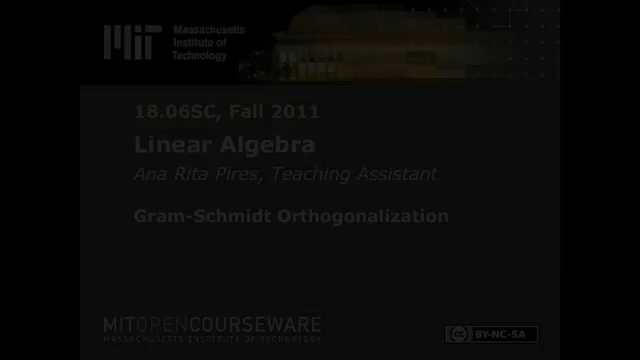 Massachusetts
Institute of
Technology
18.06SC, Fall 2011
Linear Algebra
Ana Rita Pires, Teaching Assistant
Gram-Schmidt Orthogonalization
MITOPENCOURSEWARE
MASSACHUSETTS INSTITUTE OF TECHNOLOGY
cc BY-NC-SA